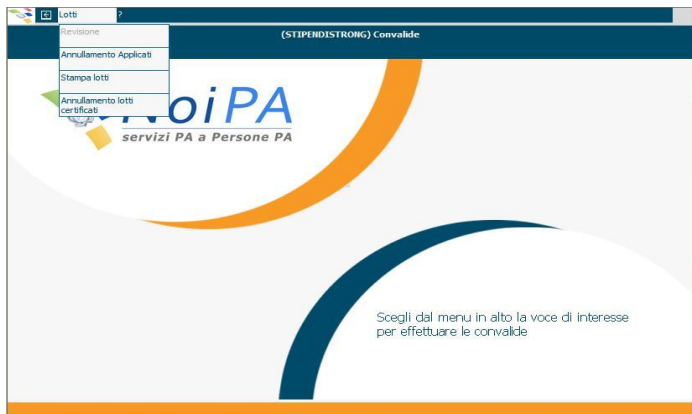 Lotti ?
Revisione
(STIPENDISTRONG) Convalide
Annullamento Applicati
Stampa lotti
Annullamento lotti
certificati
oiPA
servizi PA a Persone PA
Scegli dal menu in alto la voce di interesse
per effettuare le convalide